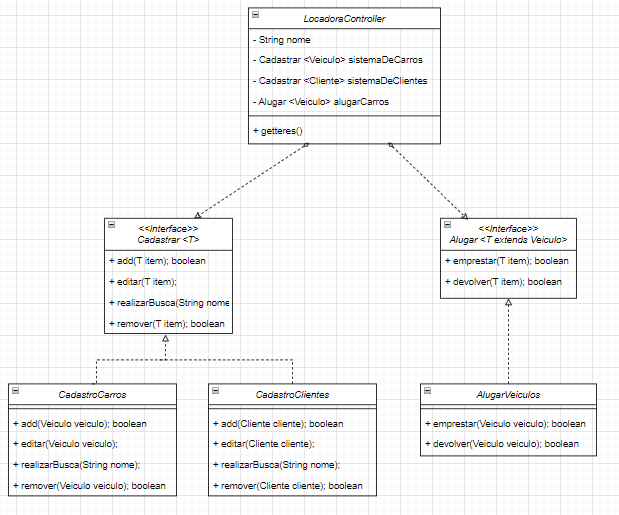 LocadoraController
- String nome
- Cadastrar <Veiculo> sistemaDeCarros
- Cadastrar <Cliente> sistemaDeClientes
- Alugar <Veiculo> alugarCarros
+ getteres()
<<Interface>>
Cadastrar <T>
+ add(T item); boolean
+ editar(T item);
+ realizarBusca(String nome
+ remover(T item); boolean
<<Interface>>
Alugar <T extends Veiculo>
+ emprestar(T item); boolean
+ devolver(T item); boolean
CadastroCarros
+ add(Veiculo veiculo); boolean
+ editar(Veiculo veiculo);
+ realizarBusca(String nome);
+ remover(Veiculo veiculo); boolean
CadastroClientes
+ add(Cliente cliente); boolean
+ editar(Cliente cliente);
+ realizarBusca(String nome);
+ remover(Cliente cliente); boolean
AlugarVeiculos
+ emprestar(Veiculo veiculo); boolean
+ devolver(Veiculo veiculo); boolean